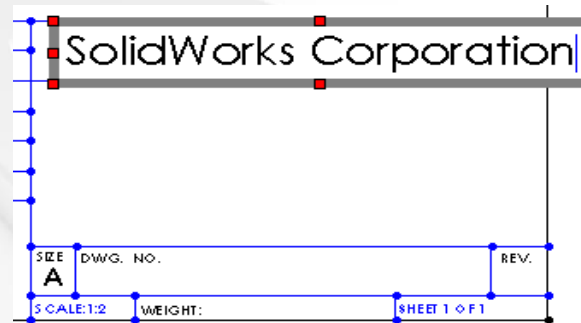 SolidWorks Corporation
SIZE DWG. NO. REV.
A
SCALE:1:2 WEIGHT: SHEET 1 OF 1